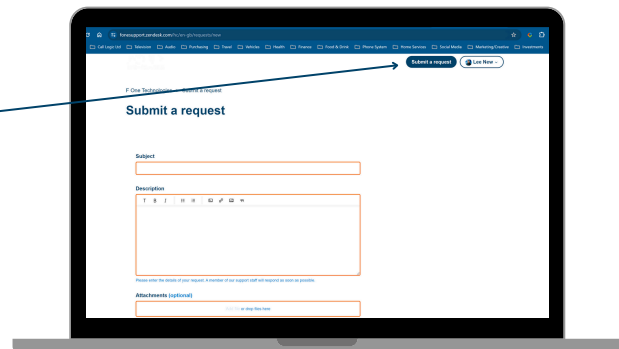 fonesupport.zendesk.com/hc/en-gb/requests/new
Call Logic Ltd Television Audio Purchasing Travel Vehicles Health Finance Food & Drink Phone System Home Services Social Media Marketing/Creative Investments
Submit a request Lee New
F One Technologies Submit a request
Submit a request
Subject
Description
T B I
Please enter the details of your request. A member of our support staff will respond as soon as possible.
Attachments (optional)
or drop files here